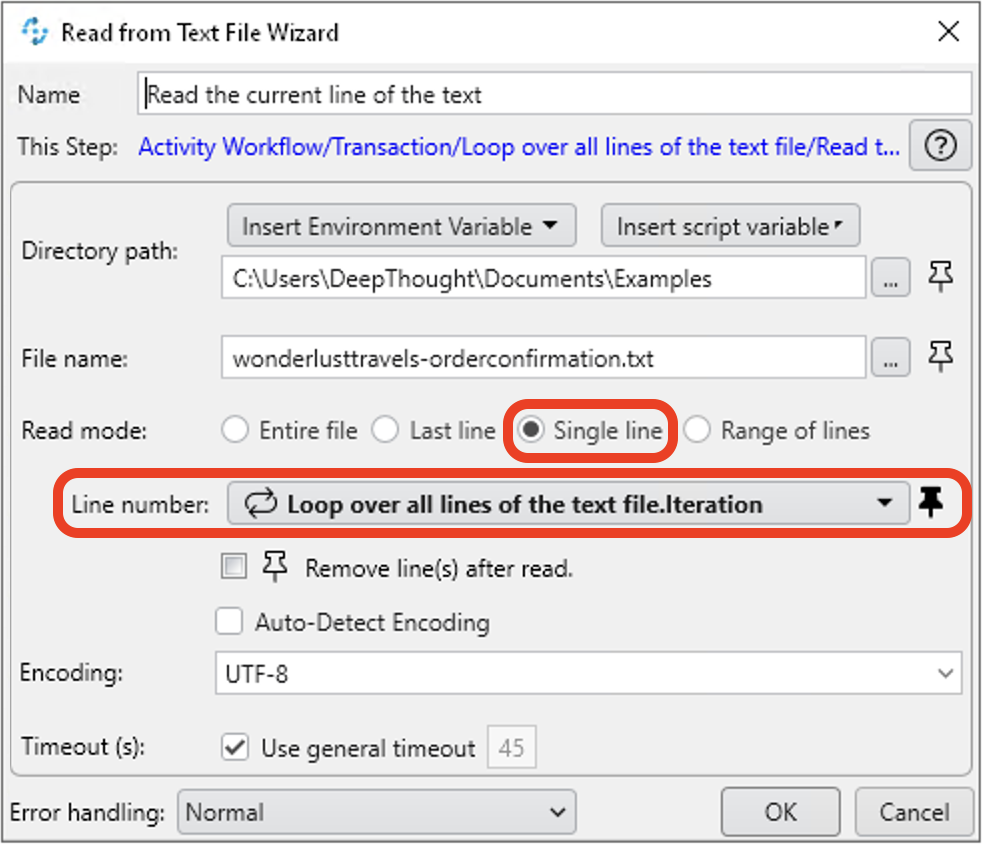 Read from Text File Wizard
Name Read the current line of the text
This Step: Activity Workflow/Transaction/Loop over all lines of the text file/Read t... ?
Insert Environment Variable Insert script variable
Directory path:
C:\Users\DeepThought\Documents\Examples ...
File name: wonderlusttravels-orderconfirmation.txt ...
Read mode: Entire file Last line Single line Range of lines
Line number: Loop over all lines of the text file.Iteration
Remove line(s) after read.
Auto-Detect Encoding
Encoding: UTF-8
Timeout (s): Use general timeout 45
Error handling: Normal OK Cancel